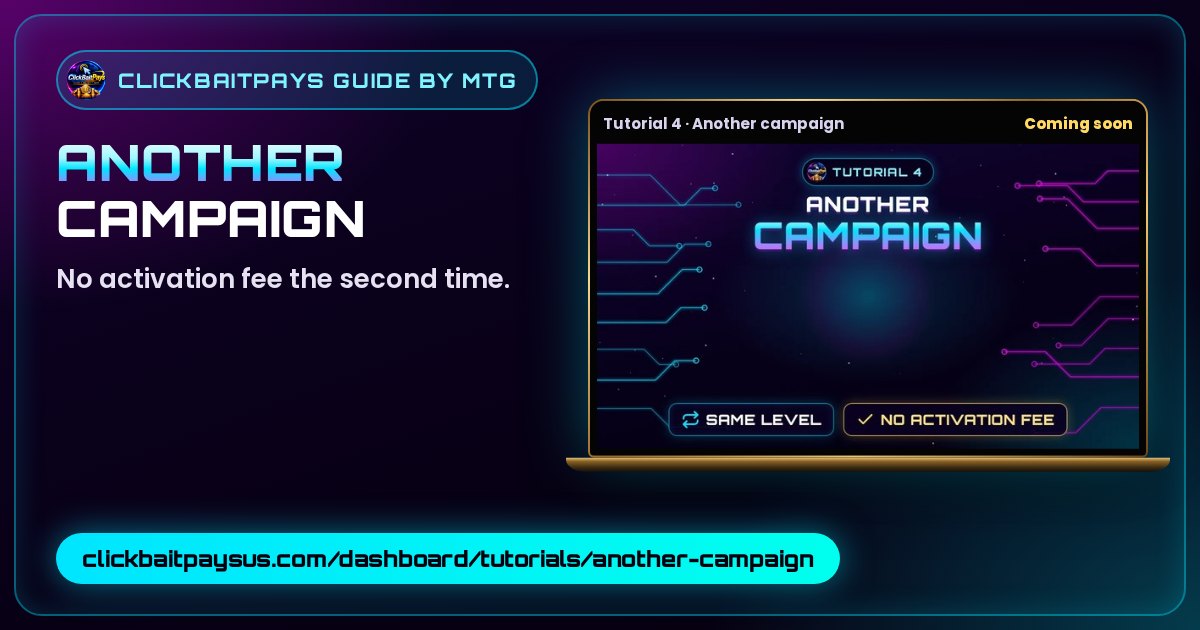 ClickBaitPays
CLICKBAITPAYS GUIDE BY MTG
ANOTHER
CAMPAIGN
No activation fee the second time.
Tutorial 4 · Another campaign
Coming soon
TUTORIAL 4
ANOTHER
CAMPAIGN
SAME LEVEL
NO ACTIVATION FEE
clickbaitpaysus.com/dashboard/tutorials/another-campaign